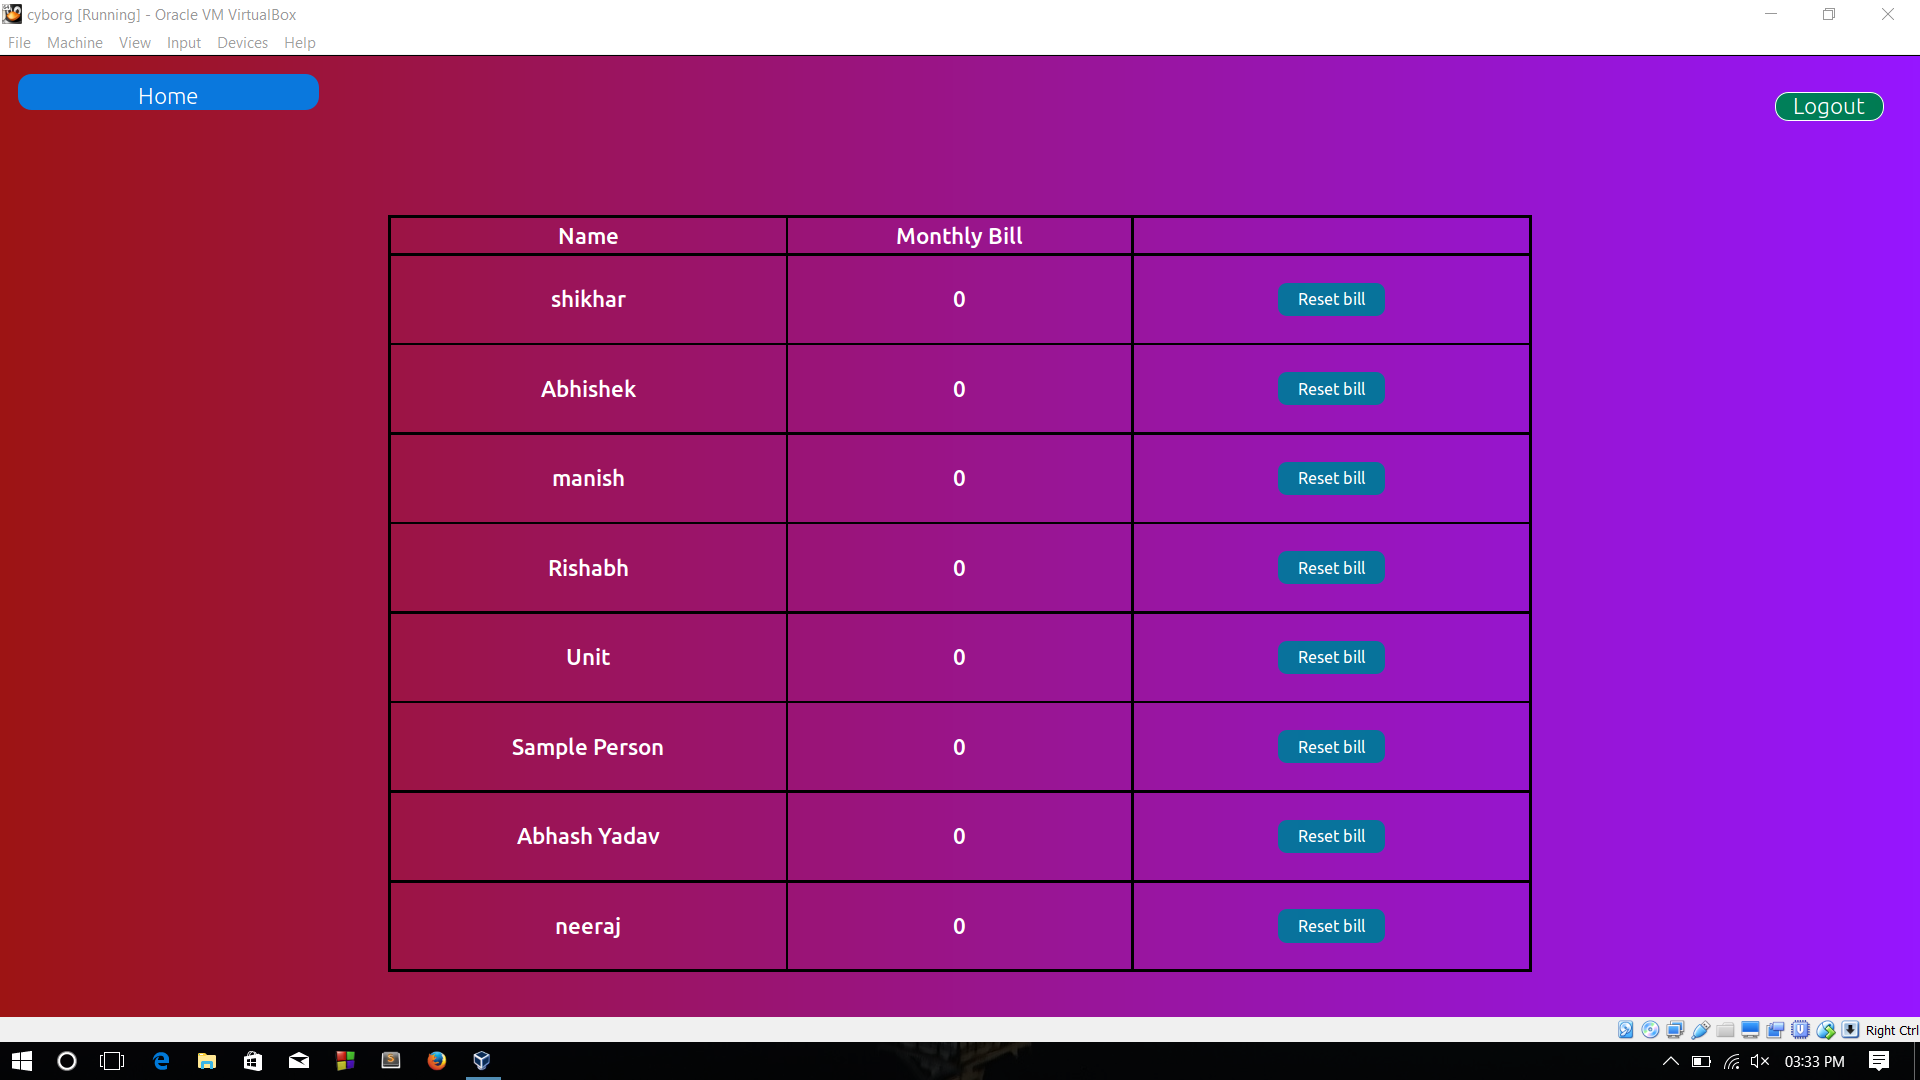 cyborg [Running] - Oracle VM VirtualBox
File Machine View Input Devices Help
Home
Logout
Name Monthly Bill
shikhar 0 Reset bill
Abhishek 0 Reset bill
manish 0 Reset bill
Rishabh 0 Reset bill
Unit 0 Reset bill
Sample Person 0 Reset bill
Abhash Yadav 0 Reset bill
neeraj 0 Reset bill
Right Ctrl
03:33 PM